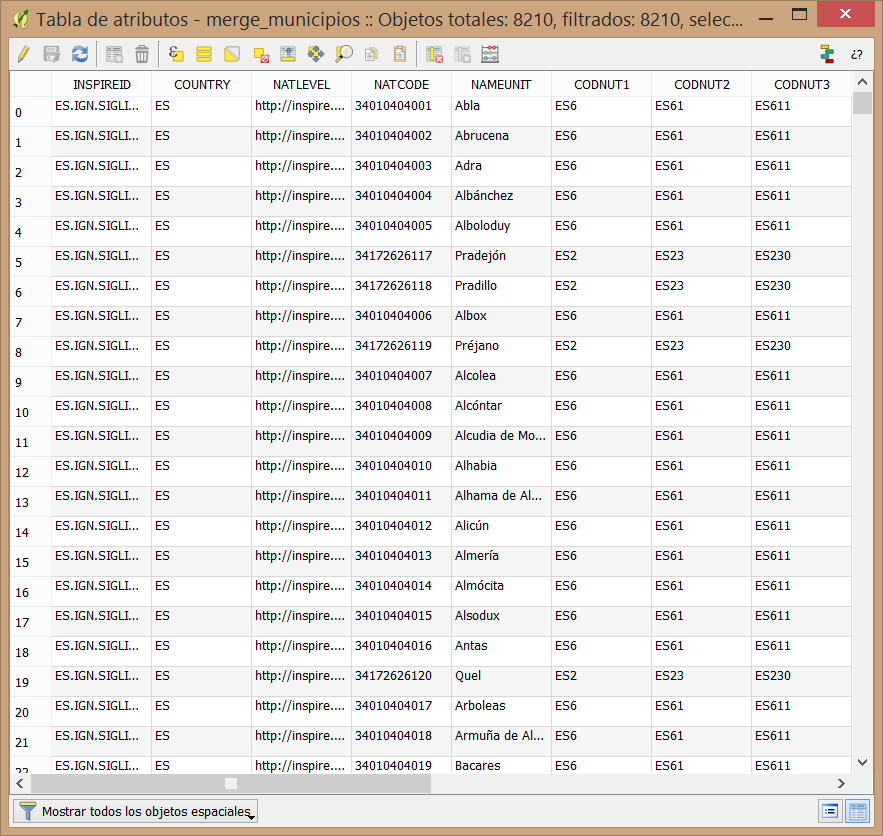 Tabla de atributos - merge_municipios :: Objetos totales: 8210, filtrados: 8210, selec...
¿?
INSPIREID COUNTRY NATLEVEL NATCODE NAMEUNIT CODNUT1 CODNUT2 CODNUT3
0 ES.IGN.SIGLI... ES http://inspire.... 34010404001 Abla ES6 ES61 ES611
1 ES.IGN.SIGLI... ES http://inspire.... 34010404002 Abrucena ES6 ES61 ES611
2 ES.IGN.SIGLI... ES http://inspire.... 34010404003 Adra ES6 ES61 ES611
3 ES.IGN.SIGLI... ES http://inspire.... 34010404004 Albánchez ES6 ES61 ES611
4 ES.IGN.SIGLI... ES http://inspire.... 34010404005 Alboloduy ES6 ES61 ES611
5 ES.IGN.SIGLI... ES http://inspire.... 34172626117 Pradejón ES2 ES23 ES230
6 ES.IGN.SIGLI... ES http://inspire.... 34172626118 Pradillo ES2 ES23 ES230
7 ES.IGN.SIGLI... ES http://inspire.... 34010404006 Albox ES6 ES61 ES611
8 ES.IGN.SIGLI... ES http://inspire.... 34172626119 Préjano ES2 ES23 ES230
9 ES.IGN.SIGLI... ES http://inspire.... 34010404007 Alcolea ES6 ES61 ES611
10 ES.IGN.SIGLI... ES http://inspire.... 34010404008 Alcóntar ES6 ES61 ES611
11 ES.IGN.SIGLI... ES http://inspire.... 34010404009 Alcudia de Mo... ES6 ES61 ES611
12 ES.IGN.SIGLI... ES http://inspire.... 34010404010 Alhabia ES6 ES61 ES611
13 ES.IGN.SIGLI... ES http://inspire.... 34010404011 Alhama de Al... ES6 ES61 ES611
14 ES.IGN.SIGLI... ES http://inspire.... 34010404012 Alicún ES6 ES61 ES611
15 ES.IGN.SIGLI... ES http://inspire.... 34010404013 Almería ES6 ES61 ES611
16 ES.IGN.SIGLI... ES http://inspire.... 34010404014 Almócita ES6 ES61 ES611
17 ES.IGN.SIGLI... ES http://inspire.... 34010404015 Alsodux ES6 ES61 ES611
18 ES.IGN.SIGLI... ES http://inspire.... 34010404016 Antas ES6 ES61 ES611
19 ES.IGN.SIGLI... ES http://inspire.... 34172626120 Quel ES2 ES23 ES230
20 ES.IGN.SIGLI... ES http://inspire.... 34010404017 Arboleas ES6 ES61 ES611
21 ES.IGN.SIGLI... ES http://inspire.... 34010404018 Armuña de Al... ES6 ES61 ES611
22 ES.IGN.SIGLI... ES http://inspire.... 34010404019 Bacares ES6 ES61 ES611
Mostrar todos los objetos espaciales